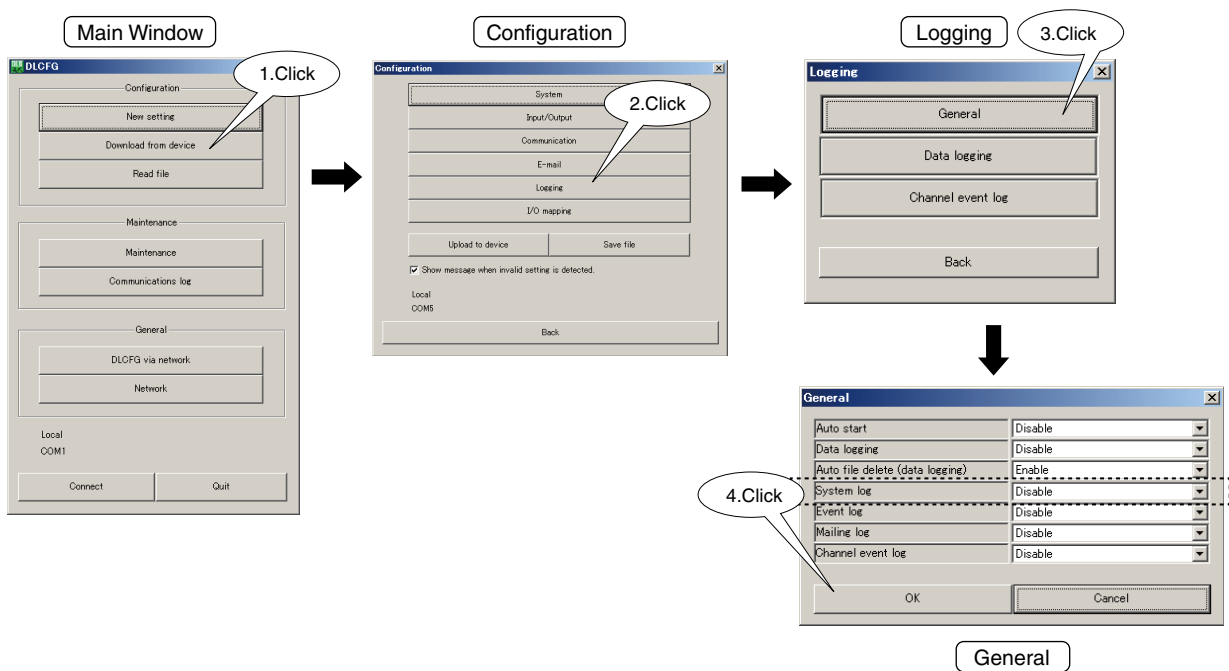 Main Window
DLCFG
1.Click
Configuration
New setting
Download from device
Read file
Maintenance
Maintenance
Communications log
General
DLCFG via network
Network
Local
COM1
Connect
Quit
Configuration
Configuration
System
2.Click
Input/Output
Communication
E-mail
Logging
I/O mapping
Upload to device
Save file
Show message when invalid setting is detected.
Local
COM5
Back
Logging
3.Click
Logging
General
Data logging
Channel event log
Back
General
Auto start Disable
Data logging Disable
Auto file delete (data logging) Enable
System log Disable
Event log Disable
Mailing log Disable
Channel event log Disable
4.Click
OK
Cancel
General